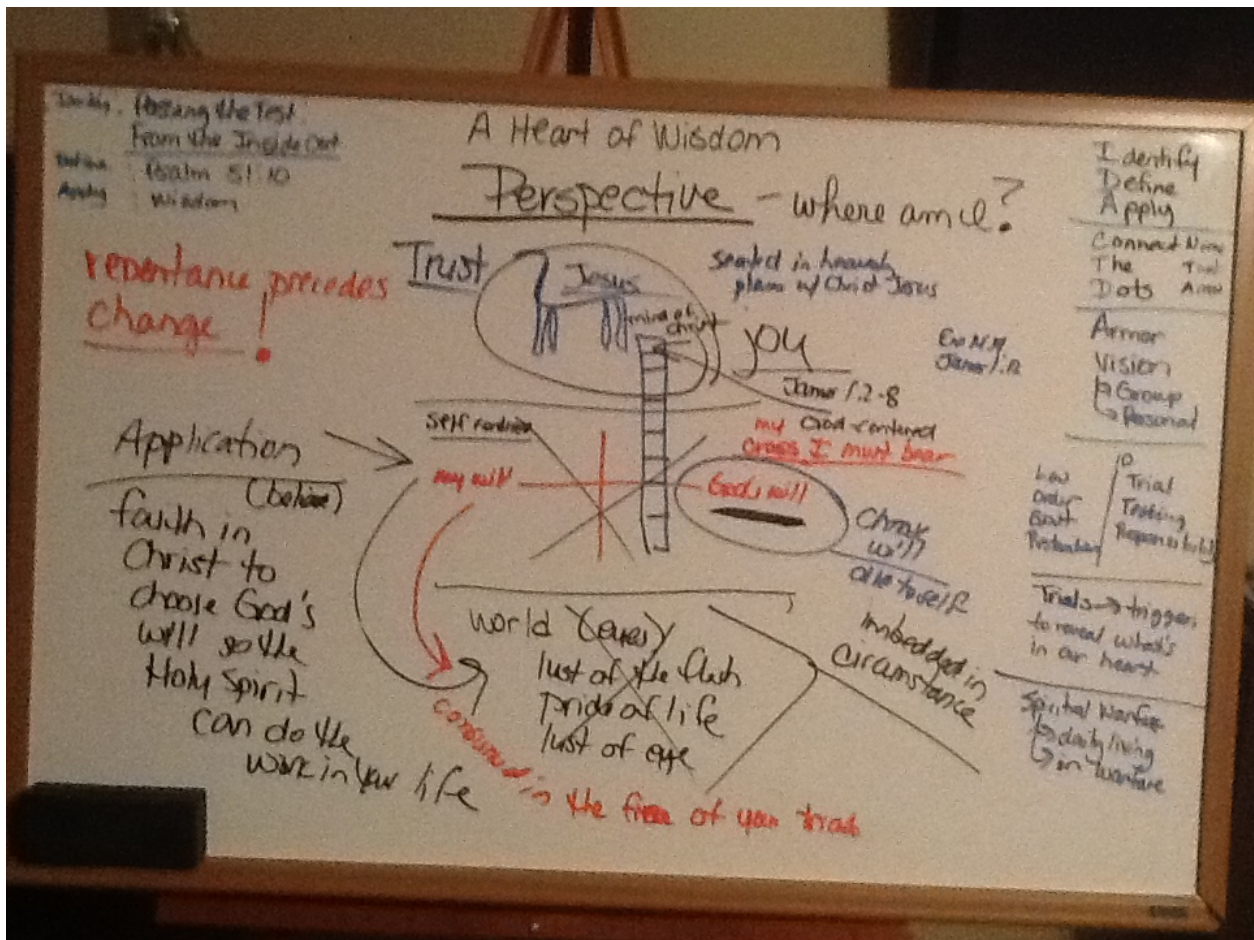 Passing the Test
From the Inside Out
Psalm 51:10
Apply Wisdom
A Heart of Wisdom
Perspective - where am I?
repentance precedes
change!
Trust
Jesus
mind of
christ
seated in heavenly
places w/ Christ Jesus
joy
James 1:2-8
James 1:12
my God-centered
cross I must bear
self centered
my will
God's will
die to self
Application
(believe)
faith in
Christ to
choose God's
will so the
Holy Spirit
can do the
work in your life
world
lust of the flesh
pride of life
lust of eye
imbedded in
circumstance
consumed in the fire of your trials
Identify
Define
Apply
Connect
The
Dots
Armor
Vision
Group
Personal
Law
Order
Trial
Testing
Responsibility
Trials → triggers
to reveal what's
in our heart
Spiritual Warfare
daily living
in warfare